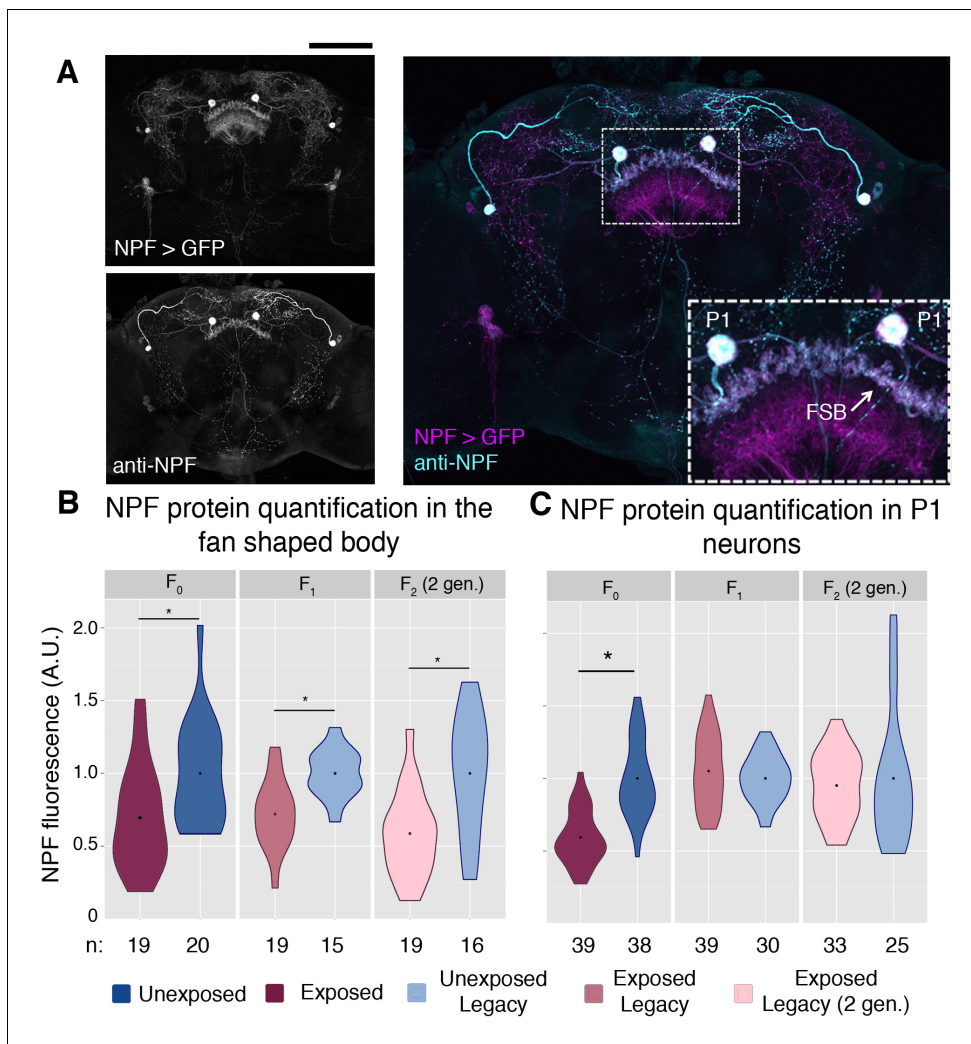 A
NPF > GFP
anti-NPF
NPF > GFP
anti-NPF
P1
P1
FSB
B NPF protein quantification in the
fan shaped body
F0 F1 F2 (2 gen.)
* * *
NPF fluorescence (A.U.)
2.0
1.5
1.0
0.5
0
n: 19 20 19 15 19 16
C NPF protein quantification in P1
neurons
F0 F1 F2 (2 gen.)
*
39 38 39 30 33 25
Unexposed
Exposed
Unexposed
Legacy
Exposed
Legacy
Exposed
Legacy (2 gen.)